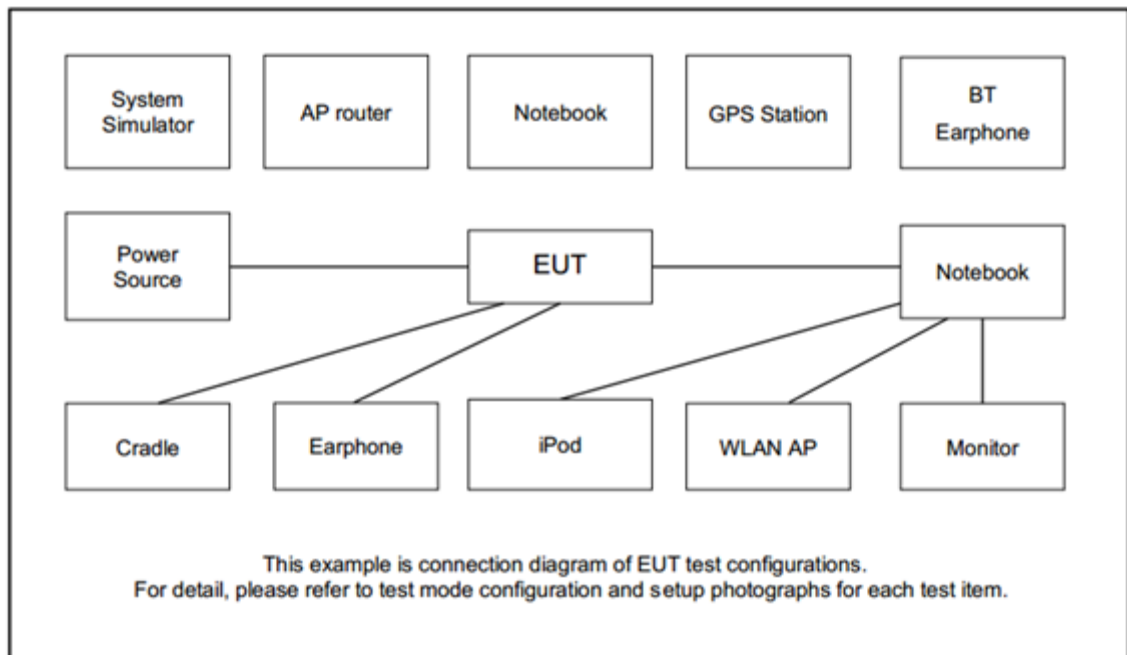 System
Simulator
AP router
Notebook
GPS Station
BT
Earphone
Power
Source
EUT
Notebook
Cradle
Earphone
iPod
WLAN AP
Monitor
This example is connection diagram of EUT test configurations.
For detail, please refer to test mode configuration and setup photographs for each test item.